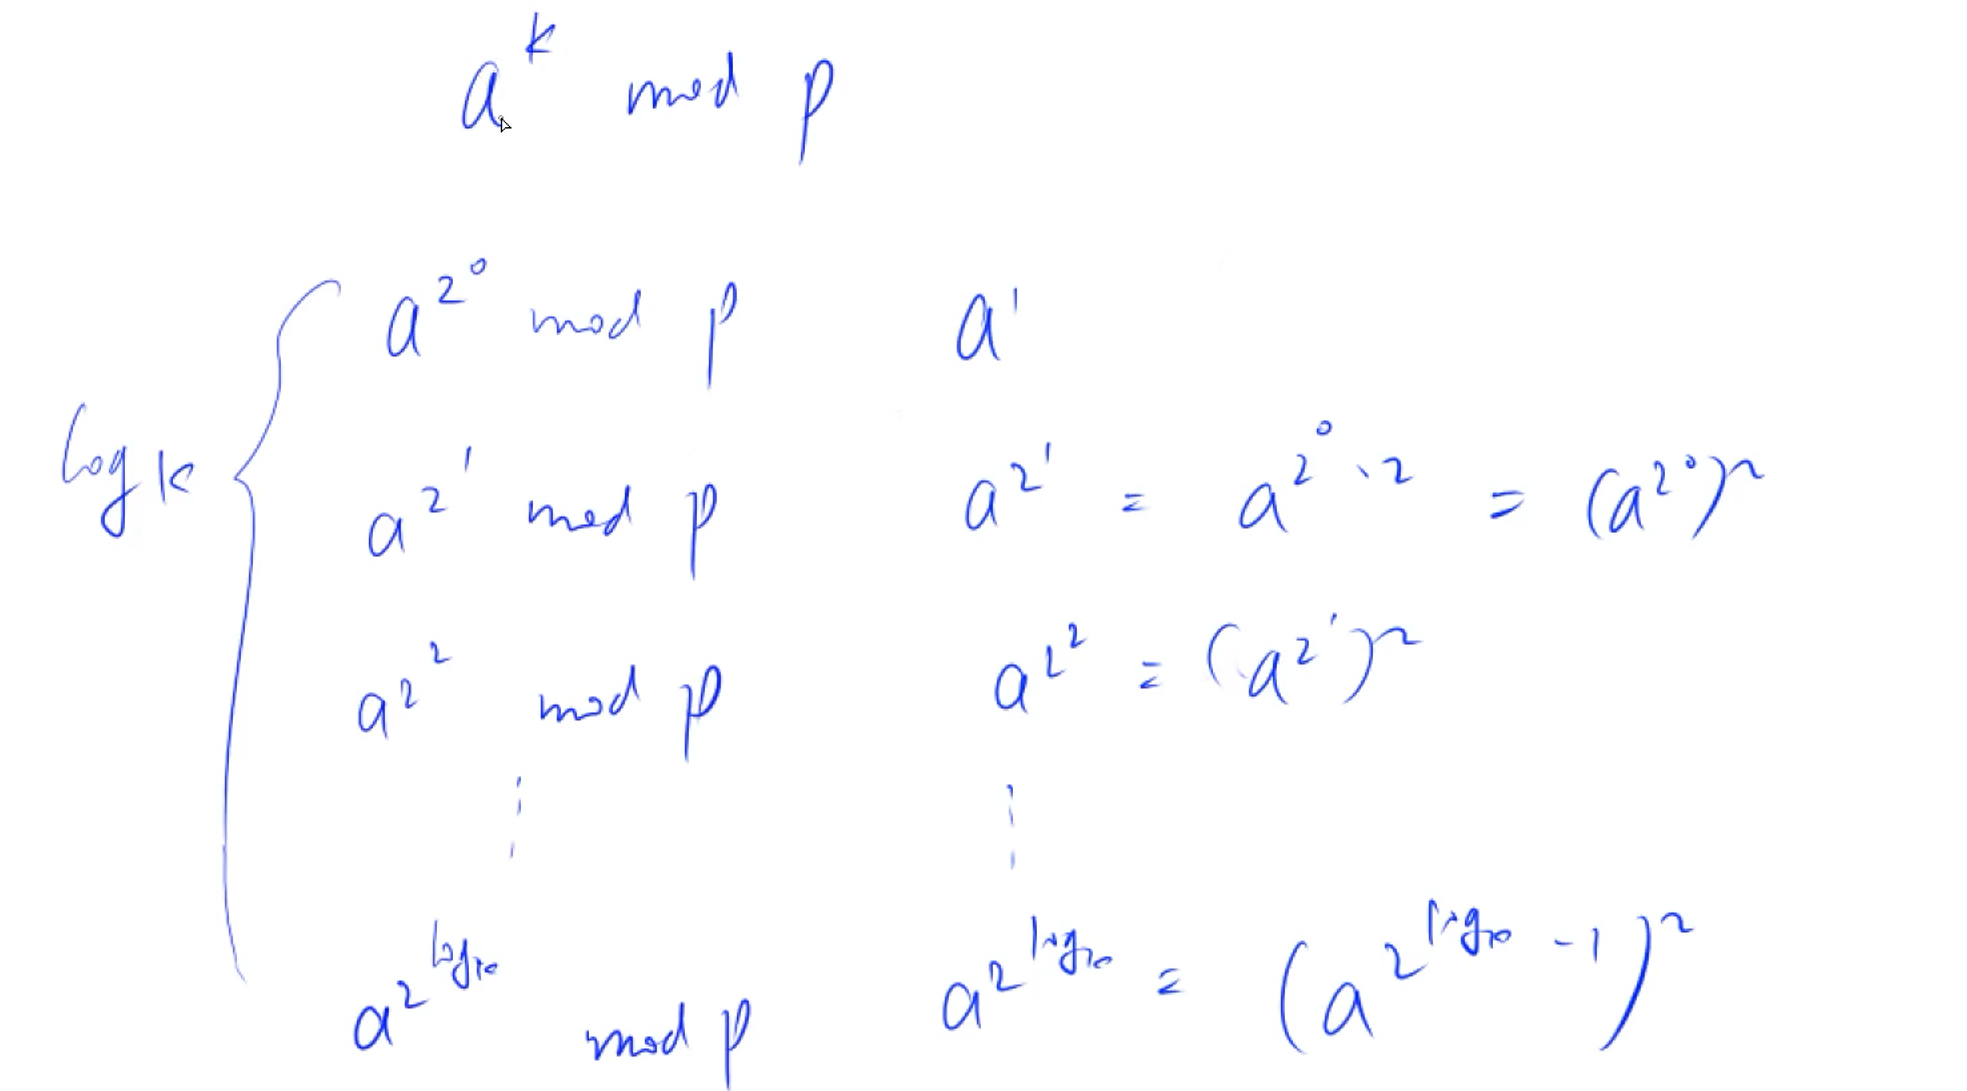 a^k mod p
a^{2^0} mod p a^1
log k { a^{2^1} mod p a^{2^1} = a^{2^0 · 2} = (a^{2^0})^2
a^{2^2} mod p a^{2^2} = (a^{2^1})^2
⋮ ⋮
a^{2^{log k}} mod p a^{2^{log k}} = (a^{2^{log k - 1}})^2